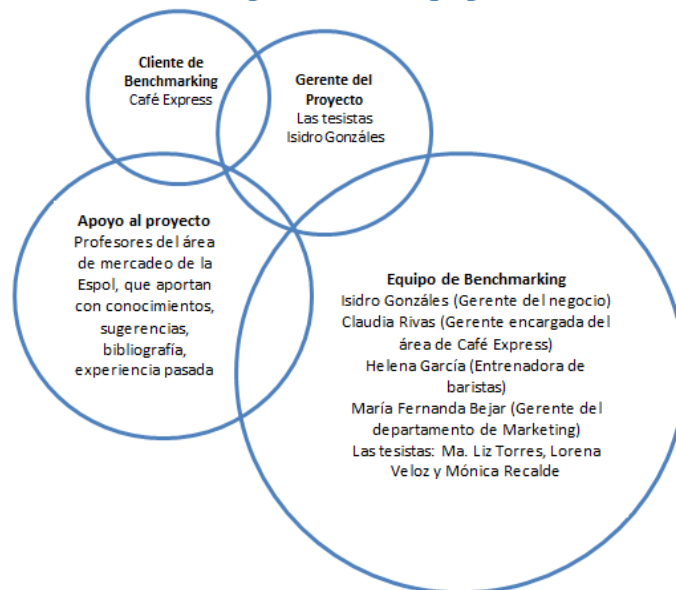 Cliente de
Benchmarking
Café Express
Gerente del
Proyecto
Las tesistas
Isidro Gonzáles
Apoyo al proyecto
Profesores del área
de mercadeo de la
Espol, que aportan
con conocimientos,
sugerencias,
bibliografía,
experiencia pasada
Equipo de Benchmarking
Isidro Gonzáles (Gerente del negocio)
Claudia Rivas (Gerente encargada del
área de Café Express)
Helena García (Entrenadora de
baristas)
María Fernanda Bejar (Gerente del
departamento de Marketing)
Las tesistas: Ma. Liz Torres, Lorena
Veloz y Mónica Recalde